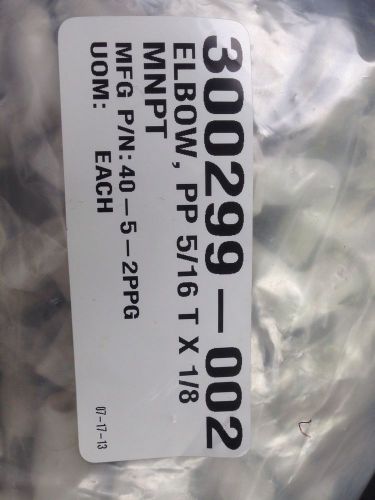 300299-002
ELBOW, PP 5/16 T X 1/8
MNPT
MFG P/N: 40-5-2PPG
UOM: EACH
07-17-13